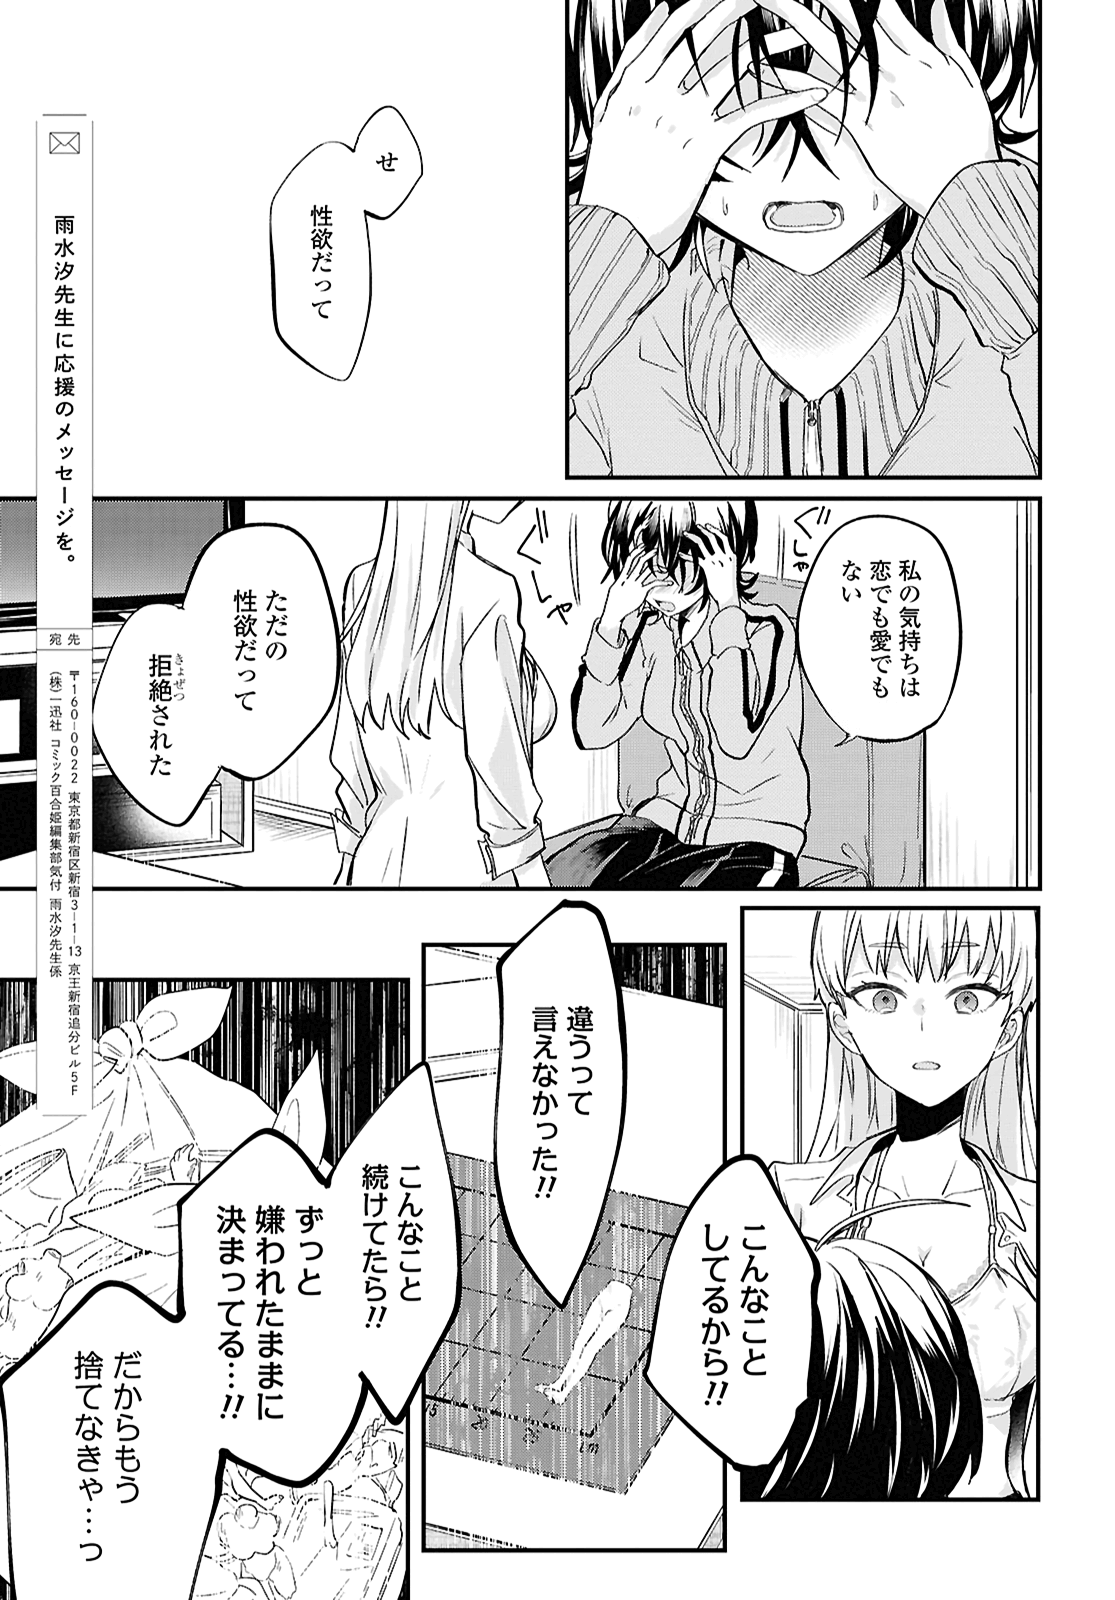 せ
性欲だって
私の気持ちは
恋でも愛でも
ない
ぐしゃ
ぐしゃ
ただの
性欲だって
拒絶された
きょぜつ
こんなこと
してるから!!
違うって
言えなかった!!
こんなこと
続けてたら!!
ずっと
嫌われたままに
決まってる…!!
だからもう
捨てなきゃ…っ
15
20
25
cm
雨水汐先生に応援のメッセージを。
宛先
〒160-0022 東京都新宿区新宿3-1-13 京王新宿追分ビル5F
(株)一迅社 コミック百合姫編集部気付 雨水汐先生係